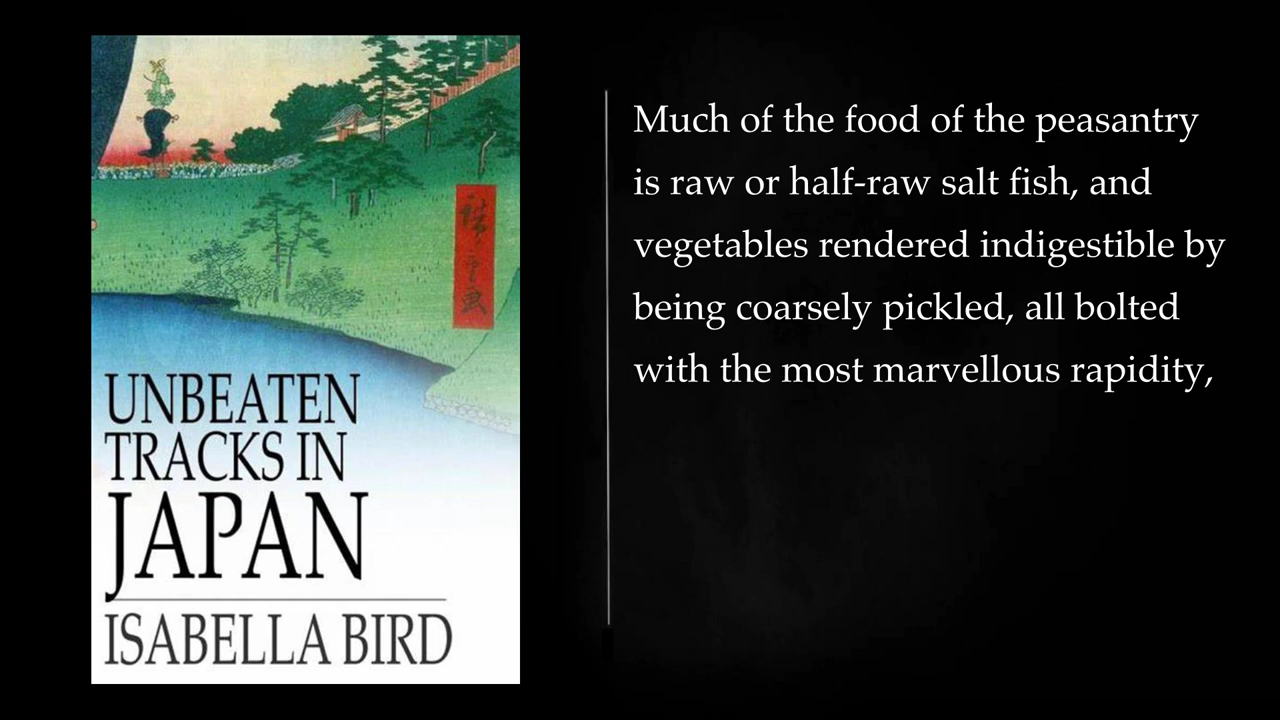 UNBEATEN
TRACKS IN
JAPAN
ISABELLA BIRD
Much of the food of the peasantry
is raw or half-raw salt fish, and
vegetables rendered indigestible by
being coarsely pickled, all bolted
with the most marvellous rapidity,